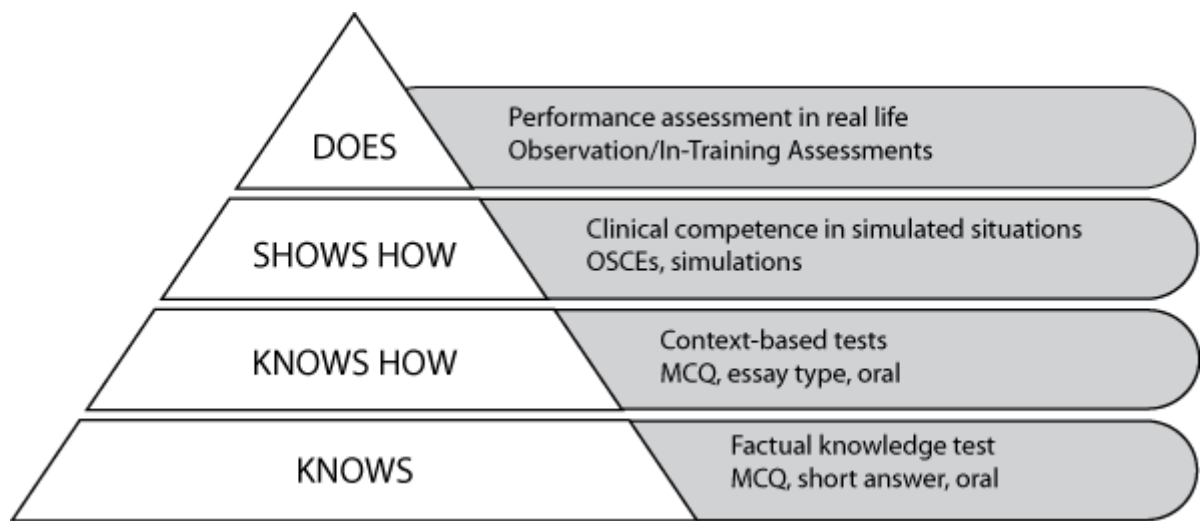 DOES
Performance assessment in real life
Observation/In-Training Assessments
SHOWS HOW
Clinical competence in simulated situations
OSCEs, simulations
KNOWS HOW
Context-based tests
MCQ, essay type, oral
KNOWS
Factual knowledge test
MCQ, short answer, oral